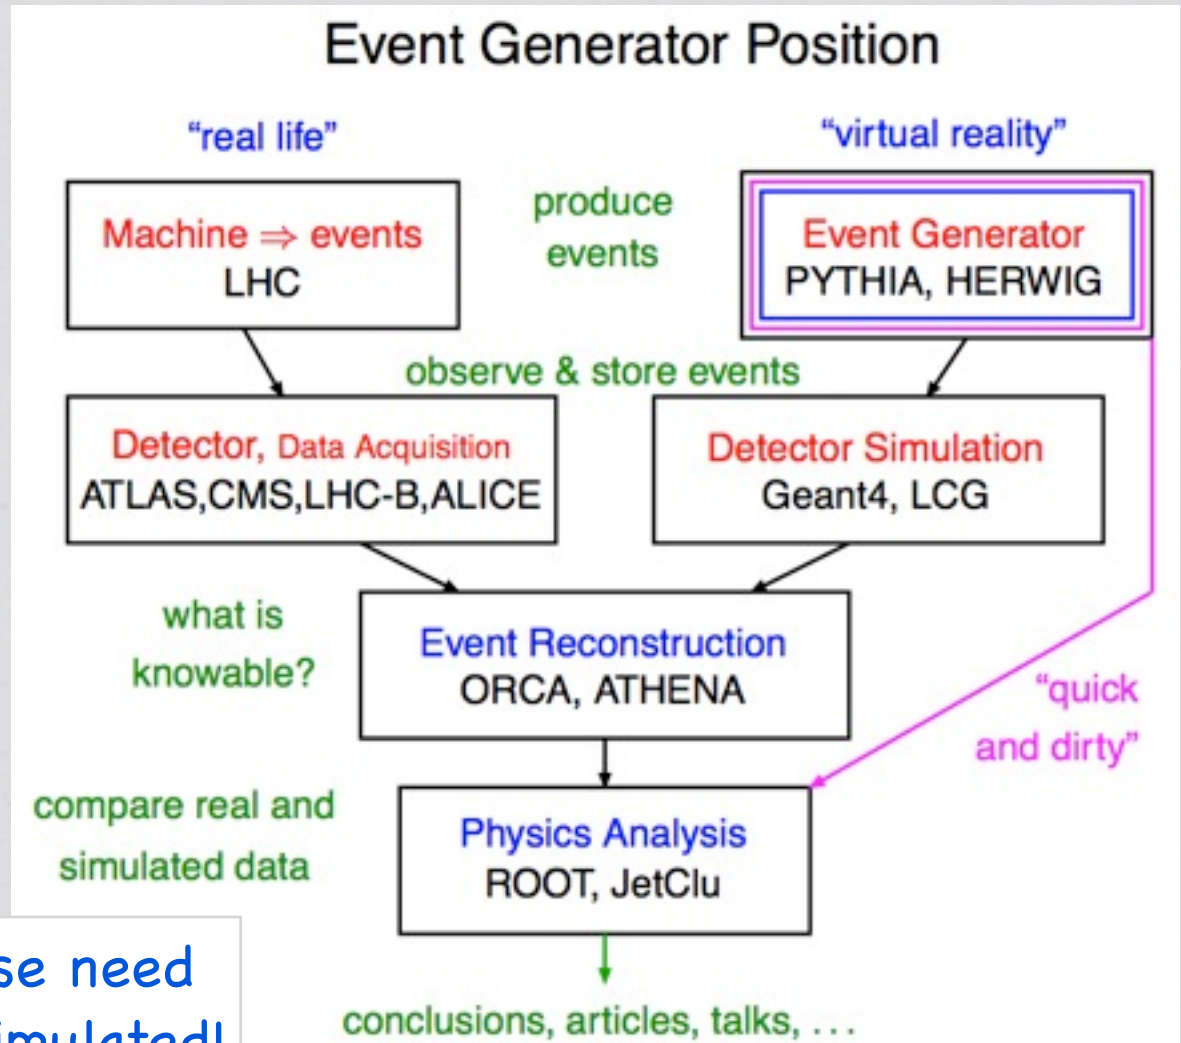 Event Generator Position
“real life”
“virtual reality”
Machine ⇒ events
LHC
produce
events
Event Generator
PYTHIA, HERWIG
observe & store events
Detector, Data Acquisition
ATLAS,CMS,LHC-B,ALICE
Detector Simulation
Geant4, LCG
what is
knowable?
Event Reconstruction
ORCA, ATHENA
“quick
and dirty”
compare real and
simulated data
Physics Analysis
ROOT, JetClu
need
conclusions, articles, talks, ...